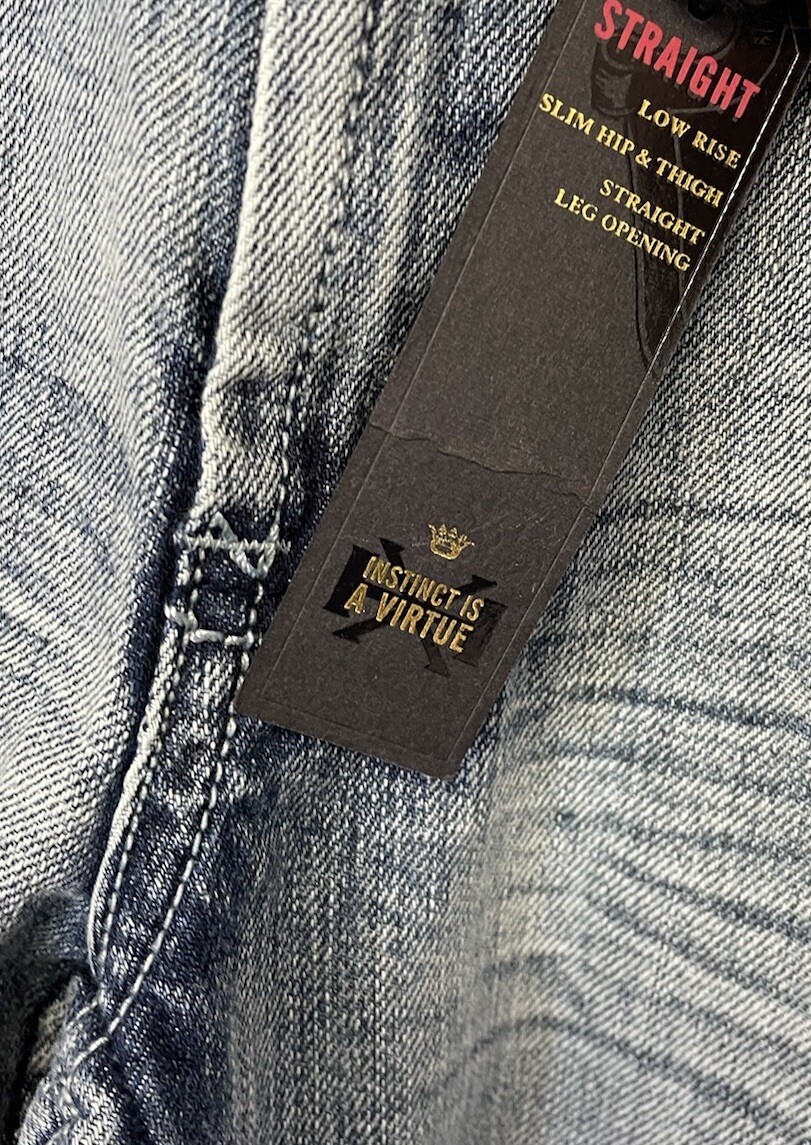 STRAIGHT
LOW RISE
SLIM HIP & THIGH
STRAIGHT
LEG OPENING
INSTINCT IS
A VIRTUE